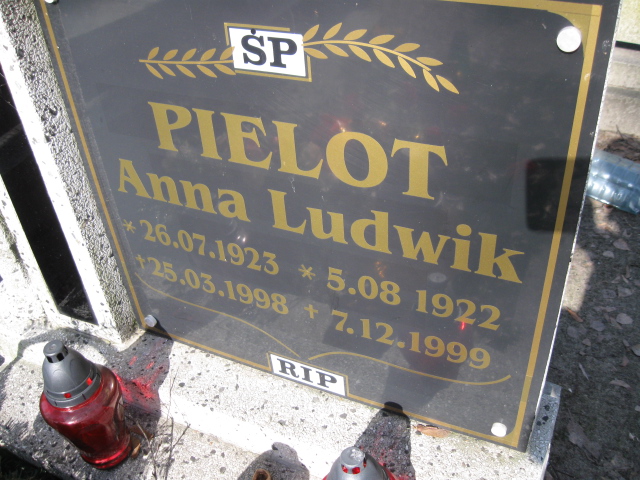 ŚP
PIELOT
Anna Ludwik
* 26.07.1923 * 5.08 1922
+25.03.1998 + 7.12.1999
RIP